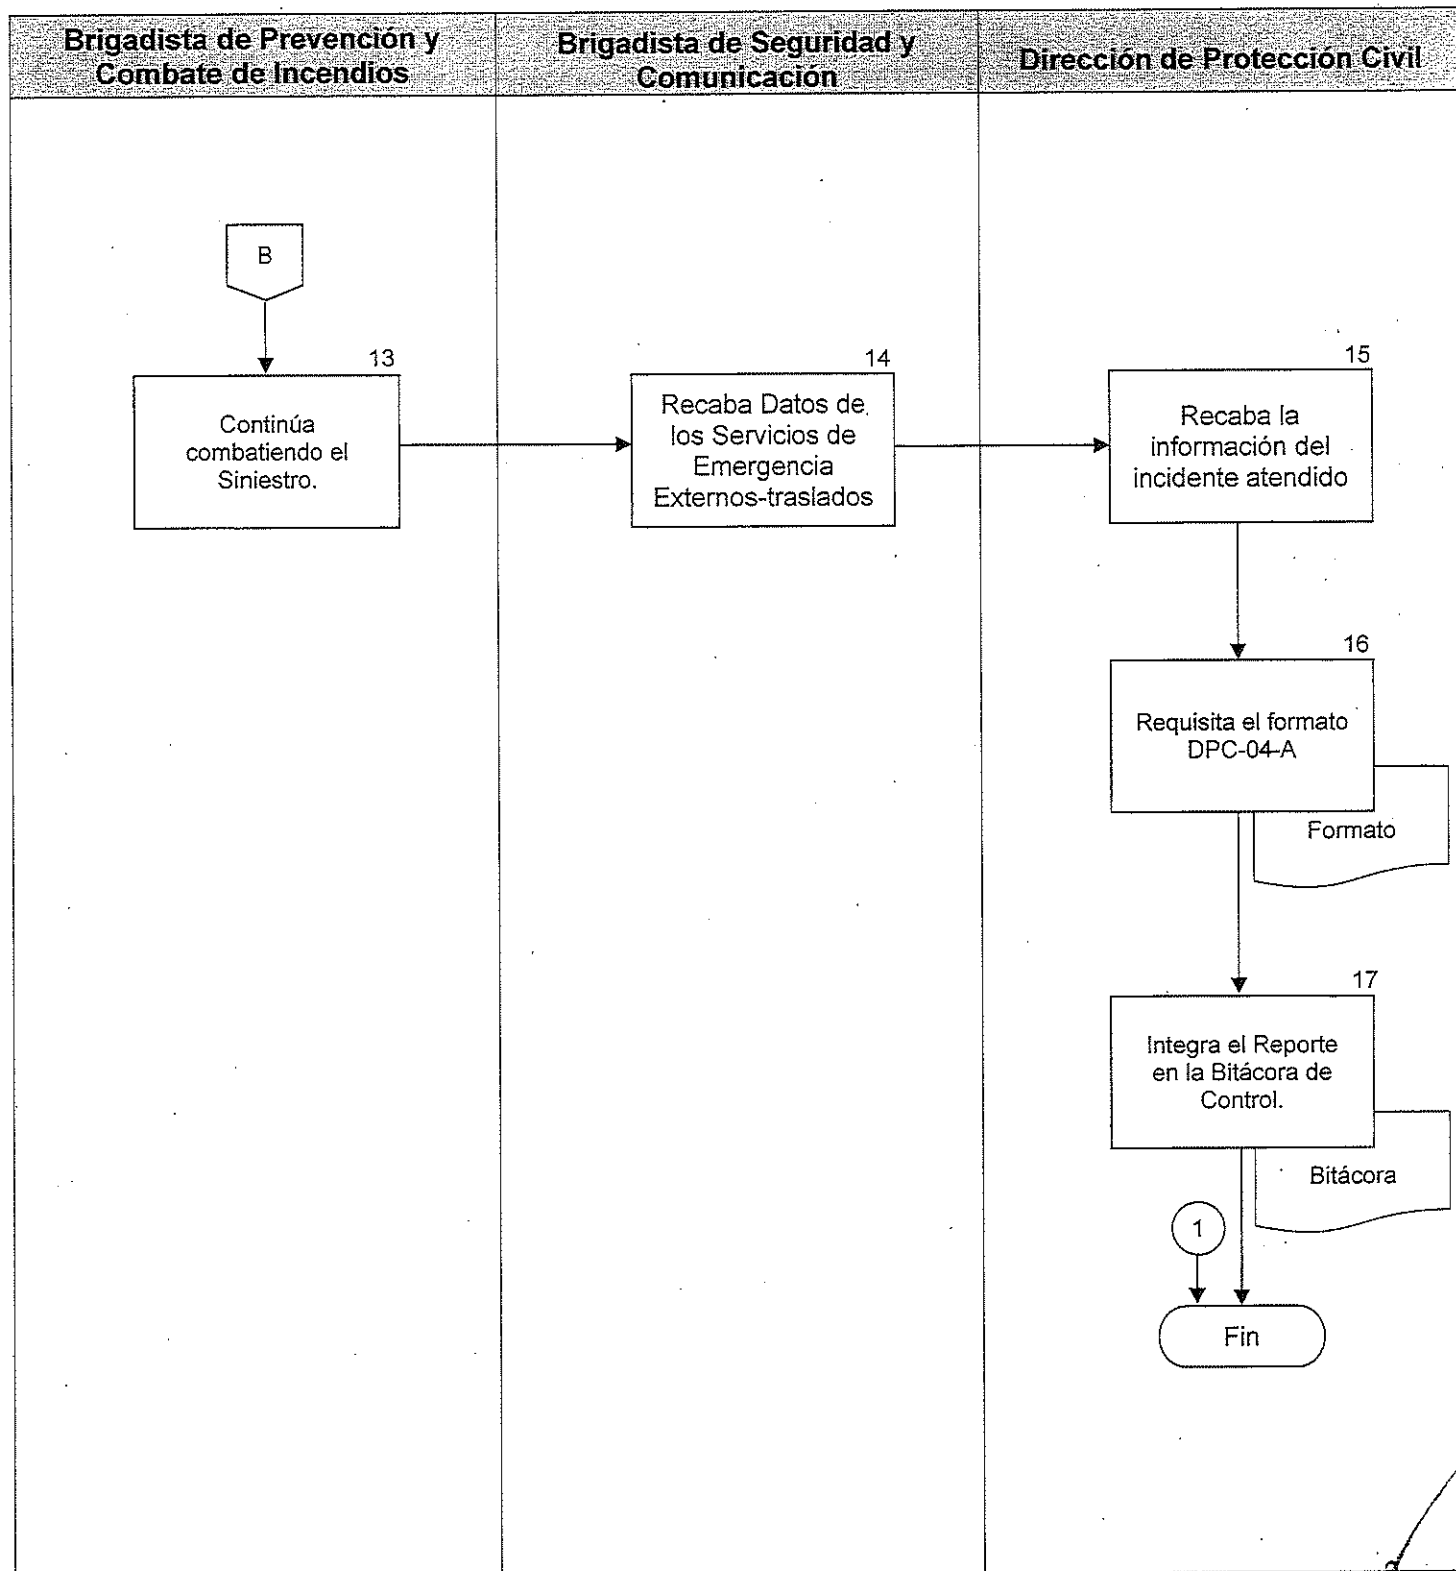 Brigadista de Prevención y
Combate de Incendios
Brigadista de Seguridad y
Comunicación
Dirección de Protección Civil
B
13
Continúa
combatiendo el
Siniestro.
14
Recaba Datos de
los Servicios de
Emergencia
Externos-traslados
15
Recaba la
información del
incidente atendido
16
Requisita el formato
DPC-04-A
Formato
17
Integra el Reporte
en la Bitácora de
Control.
Bitácora
1
Fin